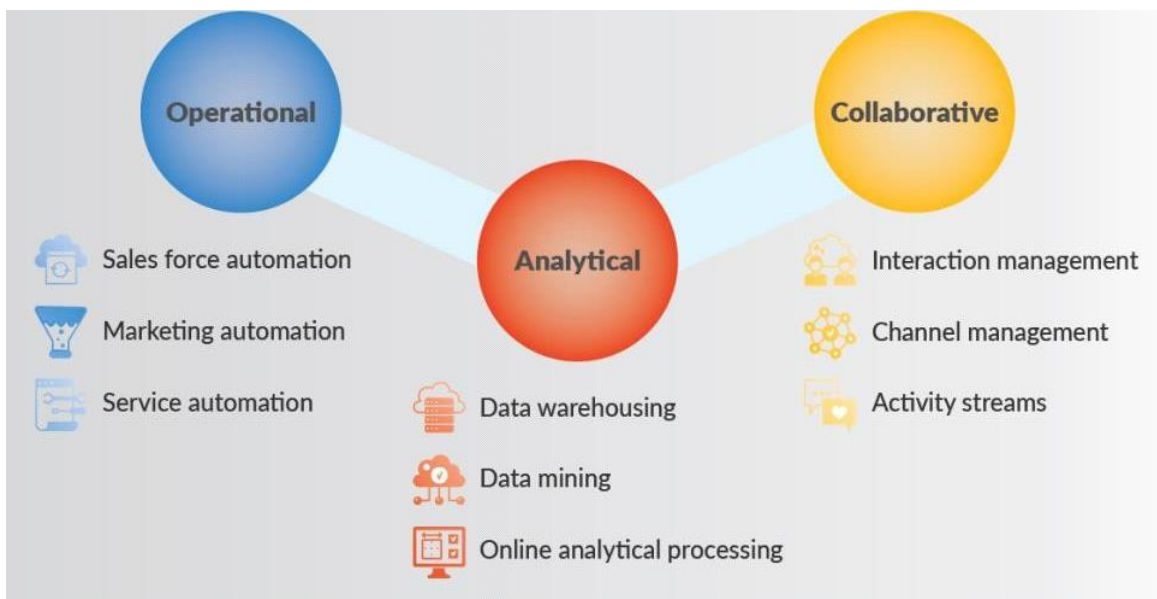 Operational
Sales force automation
Marketing automation
Service automation
Analytical
Data warehousing
Data mining
Online analytical processing
Collaborative
Interaction management
Channel management
Activity streams